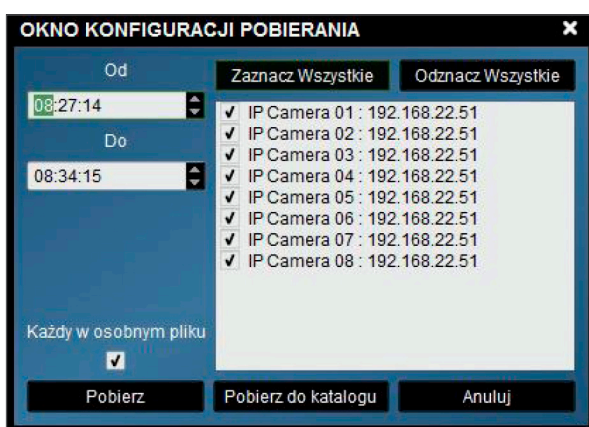 OKNO KONFIGURACJI POBIERANIA
Od
08:27:14
Do
08:34:15
Zaznacz Wszystkie
Odznacz Wszystkie
IP Camera 01 : 192.168.22.51
IP Camera 02 : 192.168.22.51
IP Camera 03 : 192.168.22.51
IP Camera 04 : 192.168.22.51
IP Camera 05 : 192.168.22.51
IP Camera 06 : 192.168.22.51
IP Camera 07 : 192.168.22.51
IP Camera 08 : 192.168.22.51
Każdy w osobnym pliku
Pobierz
Pobierz do katalogu
Anuluj